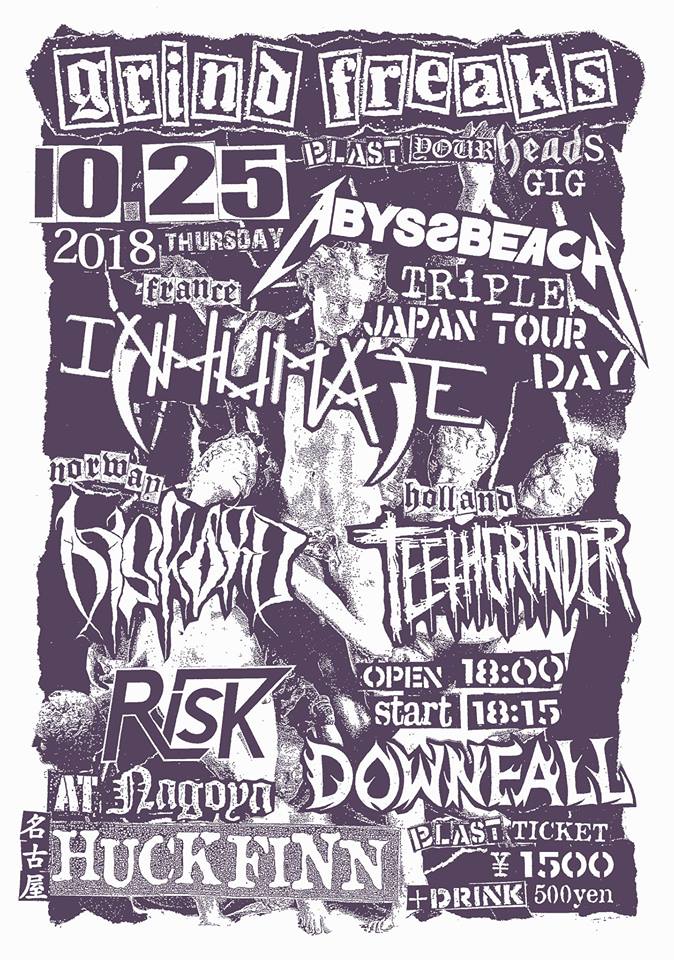 grind freaks
10.25
2018 THURSDAY
BLAST YOUR heads
GIG
ABYSSBEACH
TRiPLE
JAPAN TOUR
DAY
france
INHUMATE
norway
holland
TEETHGRINDER
RiSK
OPEN 18:00
start 18:15
DOWNFALL
AT Nagoya
名古屋
HUCK FINN
BLAST TICKET
¥1500
+DRINK 500yen